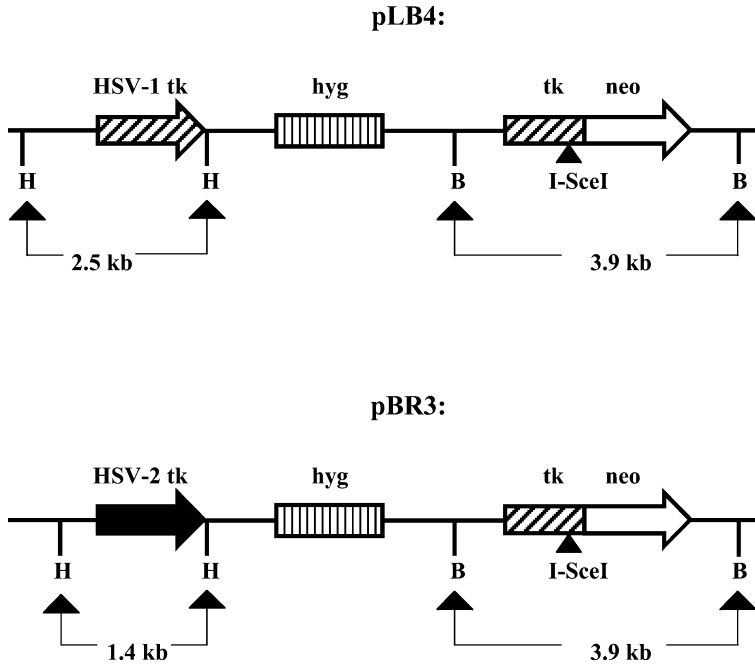 pLB4:
HSV-1 tk hyg tk neo
H H B I-SceI B
2.5 kb 3.9 kb
pBR3:
HSV-2 tk hyg tk neo
H H B I-SceI B
1.4 kb 3.9 kb